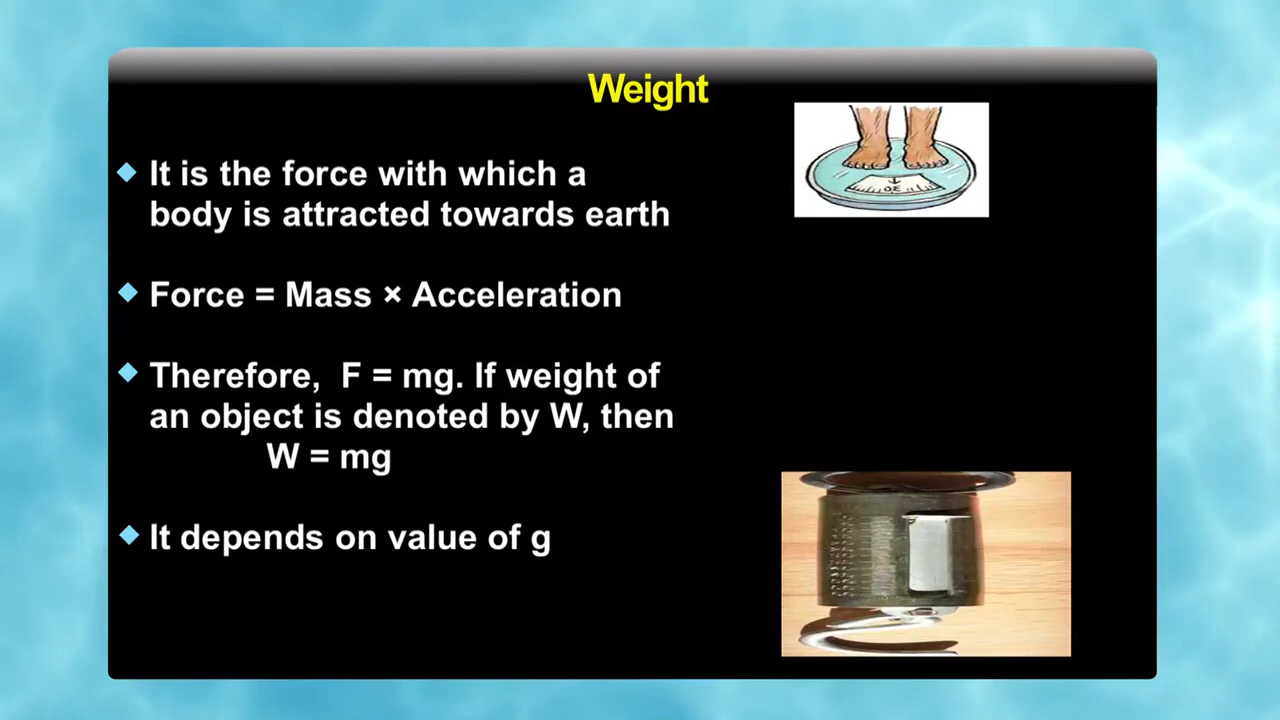 Weight
It is the force with which a
body is attracted towards earth
Force = Mass × Acceleration
Therefore, F = mg. If weight of
an object is denoted by W, then
W = mg
It depends on value of g